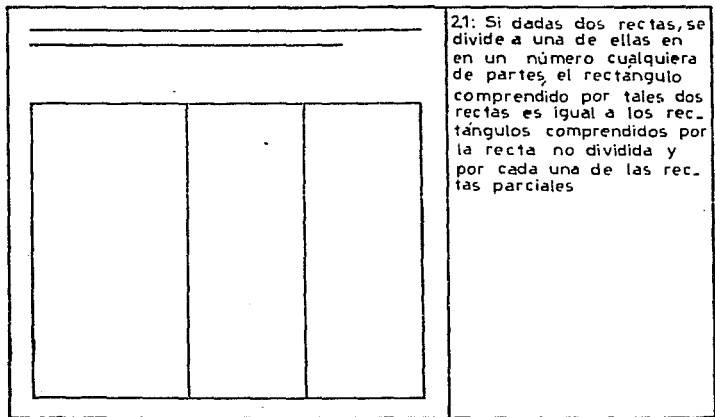 2.1: Si dadas dos rectas, se
divide a una de ellas en
en un número cualquiera
de partes, el rectángulo
comprendido por tales dos
rectas es igual a los rec_
tángulos comprendidos por
la recta no dividida y
por cada una de las rec_
tas parciales